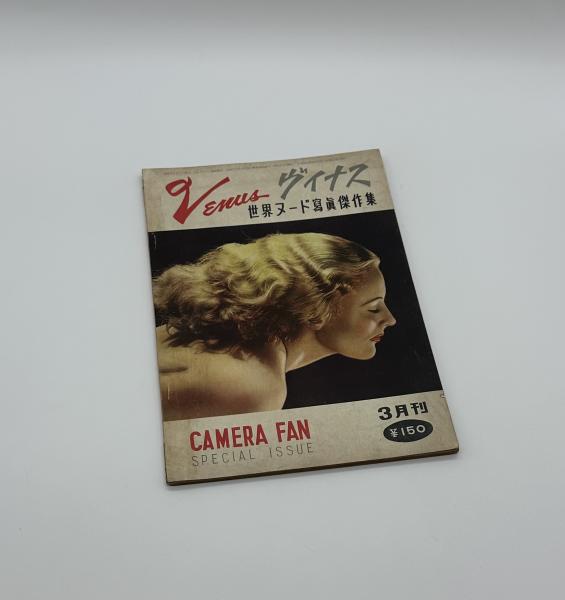 Venus ヴィナス
世界ヌード寫眞傑作集
3月刊
¥150
CAMERA FAN
SPECIAL ISSUE